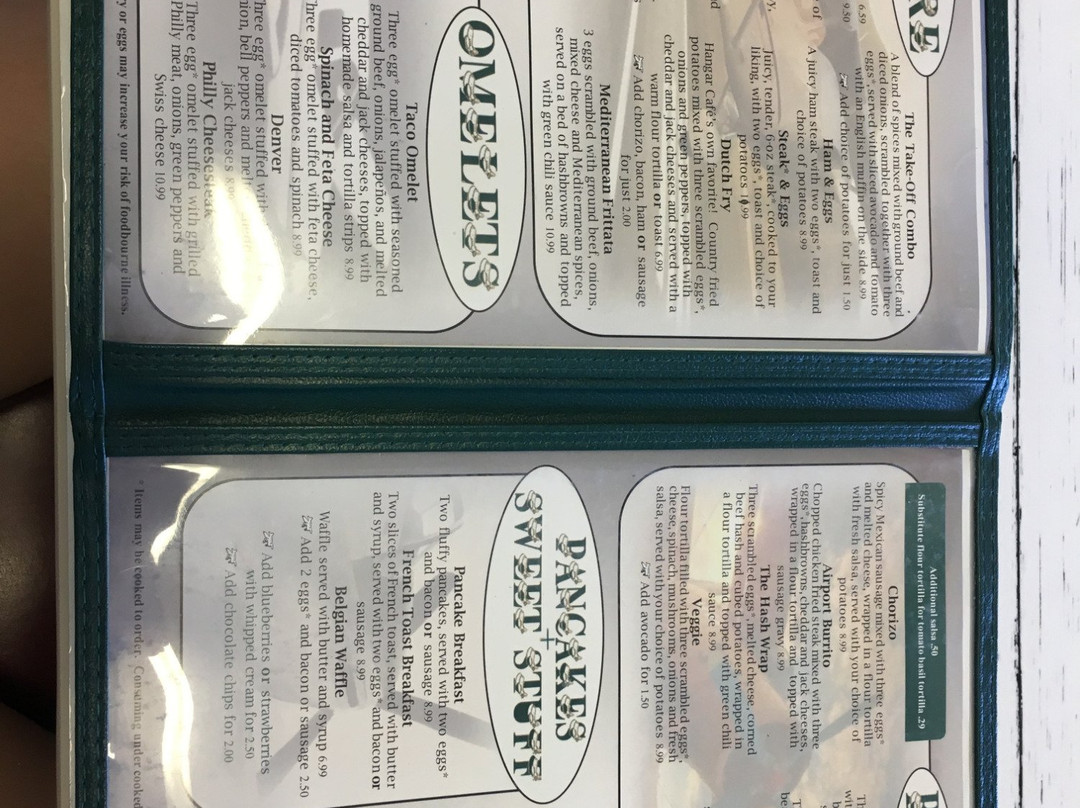 RE
The Take-Off Combo
A blend of spices mixed with ground beef and
diced onions, scrambled together with three
eggs*, served with sliced avocado and tomato
with an English muffin on the side 8.99
Add choice of potatoes for just 1.50
Ham & Eggs
A juicy ham steak with two eggs*, toast and
choice of potatoes 8.99
Steak* & Eggs
Juicy, tender, 6-oz steak*, cooked to your
liking, with two eggs*, toast and choice of
potatoes
Dutch Fry
Hangar Café's own favorite! Country fried
potatoes mixed with three scrambled eggs*,
onions and green peppers, topped with
cheddar and jack cheeses and served with a
warm flour tortilla or toast 6.99
Add chorizo, bacon, ham or sausage
for just 2.00
Mediterranean Frittata
3 eggs scrambled with ground beef, onions,
mixed cheese and Mediterranean spices,
served on a bed of hashbrowns and topped
with green chili sauce 10.99
6.59
9.50
of
OMELETS
Taco Omelet
Three egg* omelet stuffed with seasoned
ground beef, onions, jalapeños, and melted
cheddar and jack cheeses, topped with
homemade salsa and tortilla strips 8.99
Spinach and Feta Cheese
hree egg* omelet stuffed with feta cheese,
diced tomatoes and spinach 8.99
Denver
hree egg* omelet stuffed with
nion, bell peppers and
jack cheeses
Philly Cheesesteak
Three egg* omelet stuffed with grilled
Philly meat, onions, green peppers and
Swiss cheese 10.99
ry or eggs may increase your risk of foodbourne illness.
Additional salsa .50
Substitute flour tortilla for tomato basil tortilla .29
Chorizo
Spicy Mexican sausage mixed with three eggs*
and melted cheese, wrapped in a flour tortilla
with fresh salsa, served with your choice of
potatoes 8.99
Airport Burrito
Chopped chicken fried steak mixed with three
eggs*, hashbrowns, cheddar and jack cheeses,
wrapped in a flour tortilla and topped with
sausage gravy 8.99
The Hash Wrap
Three scrambled eggs*, melted cheese, corned
beef hash and cubed potatoes, wrapped in
a flour tortilla and topped with green chili
sauce 8.99
Veggie
Flour tortilla filled with three scrambled eggs*,
cheese, spinach, mushrooms, onions and fresh
salsa, served with your choice of potatoes 8.99
Add avocado for 1.50
PANCAKES
+
SWEET STUFF
Pancake Breakfast
Two fluffy pancakes, served with two eggs*
and bacon or sausage 8.99
French Toast Breakfast
Two slices of French toast, served with butter
and syrup, served with two eggs* and bacon or
sausage 8.99
Belgian Waffle
Waffle served with butter and syrup 6.99
Add 2 eggs* and bacon or sausage 2.50
Add blueberries or strawberries
with whipped cream for 2.50
Add chocolate chips for 2.00
* Items may be cooked to order. Consuming under cooked